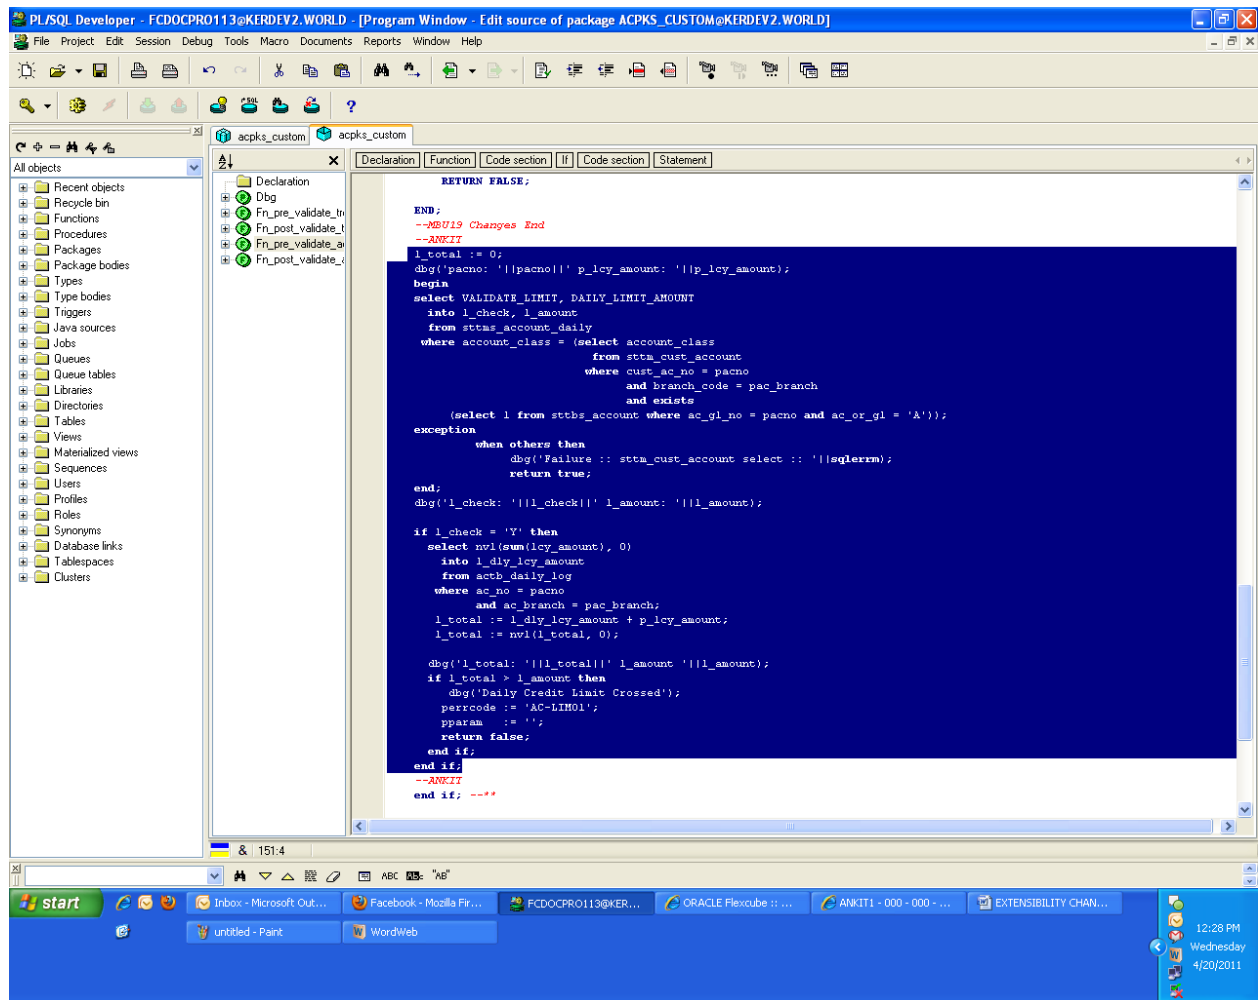 PL/SQL Developer - FCDOCPRO113@KERDEV2.WORLD - [Program Window - Edit source of package ACPKS_CUSTOM@KERDEV2.WORLD]
File Project Edit Session Debug Tools Macro Documents Reports Window Help
acpks_custom acpks_custom
All objects
Recent objects
Recycle bin
Functions
Procedures
Packages
Package bodies
Types
Type bodies
Triggers
Java sources
Jobs
Queues
Queue tables
Libraries
Directories
Tables
Views
Materialized views
Sequences
Users
Profiles
Roles
Synonyms
Database links
Tablespaces
Clusters
Declaration
Dbg
Fn_pre_validate_tr
Fn_post_validate_t
Fn_pre_validate_a
Fn_post_validate_a
Declaration Function Code section If Code section Statement
RETURN FALSE;
END;
--MBU19 Changes End
--ANKIT
l_total := 0;
dbg('pacno: '||pacno||' p_lcy_amount: '||p_lcy_amount);
begin
select VALIDATE_LIMIT, DAILY_LIMIT_AMOUNT
into l_check, l_amount
from sttms_account_daily
where account_class = (select account_class
from sttm_cust_account
where cust_ac_no = pacno
and branch_code = pac_branch
and exists
(select 1 from sttbs_account where ac_gl_no = pacno and ac_or_gl = 'A'));
exception
when others then
dbg('Failure :: sttm_cust_account select :: '||sqlerrm);
return true;
end;
dbg('l_check: '||l_check||' l_amount: '||l_amount);
if l_check = 'Y' then
select nvl(sum(lcy_amount), 0)
into l_dly_lcy_amount
from actb_daily_log
where ac_no = pacno
and ac_branch = pac_branch;
l_total := l_dly_lcy_amount + p_lcy_amount;
l_total := nvl(l_total, 0);
dbg('l_total: '||l_total||' l_amount '||l_amount);
if l_total > l_amount then
dbg('Daily Credit Limit Crossed');
perrcode := 'AC-LIM01';
pparam := '';
return false;
end if;
end if;
--ANKIT
end if; --**
& 151:4
ABC AB "AB"
start Inbox - Microsoft Out... Facebook - Mozilla Fir... FCDOCPRO113@KER... ORACLE Flexcube :: ... ANKIT1 - 000 - 000 - ... EXTENSIBILITY CHAN...
untitled - Paint WordWeb
12:28 PM
Wednesday
4/20/2011